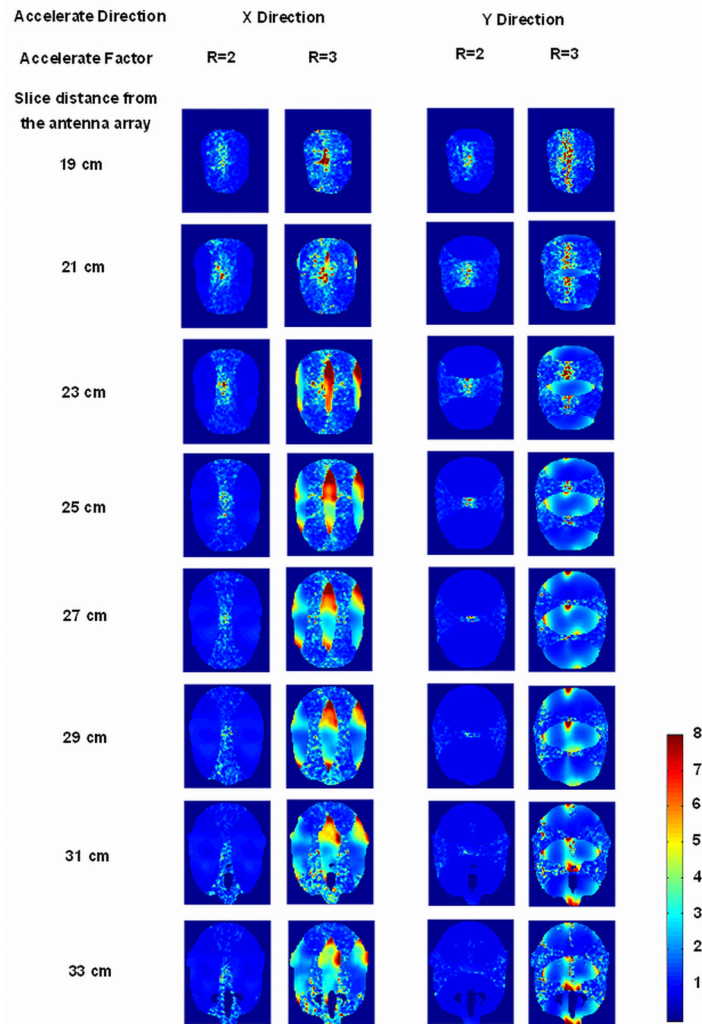 Accelerate Direction X Direction Y Direction
Accelerate Factor R=2 R=3 R=2 R=3
Slice distance from
the antenna array
19 cm
21 cm
23 cm
25 cm
27 cm
29 cm
31 cm
33 cm
8
7
6
5
4
3
2
1